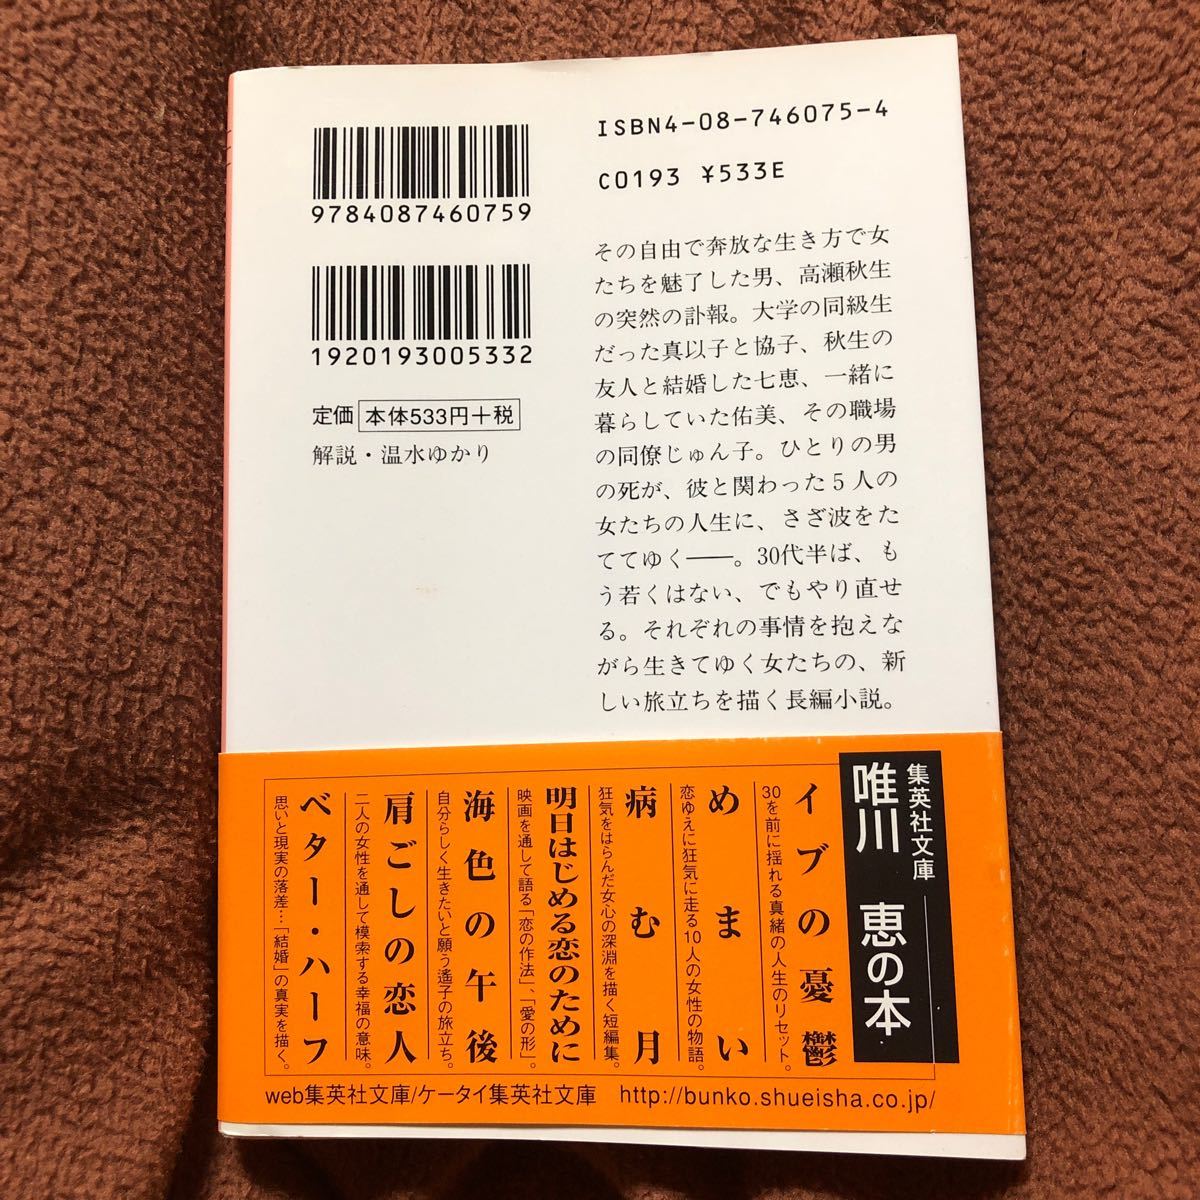 ISBN4-08-746075-4
C0193 ¥533E
9784087460759
1920193005332
定価 本体533円+税
解説・温水ゆかり
その自由で奔放な生き方で女
たちを魅了した男、高瀬秋生
の突然の訃報。大学の同級生
だった真以子と協子、秋生の
友人と結婚した七恵、一緒に
暮らしていた佑美、その職場
の同僚じゅん子。ひとりの男
の死が、彼と関わった5人の
女たちの人生に、さざ波をた
ててゆく――。30代半ば、も
う若くはない、でもやり直せ
る。それぞれの事情を抱えな
がら生きてゆく女たちの、新
しい旅立ちを描く長編小説。
集英社文庫
唯川 恵の本
イブの憂鬱
30を前に揺れる真緒の人生のリセット。
めまい
恋ゆえに狂気に走る10人の女性の物語。
病む月
狂気をはらんだ女心の深淵を描く短編集。
明日はじめる恋のために
映画を通して語る「恋の作法」、「愛の形」。
海色の午後
自分らしく生きたいと願う遙子の旅立ち。
肩ごしの恋人
二人の女性を通して模索する幸福の意味。
ベター・ハーフ
思いと現実の落差…「結婚」の真実を描く。
web集英社文庫/ケータイ集英社文庫 http://bunko.shueisha.co.jp/